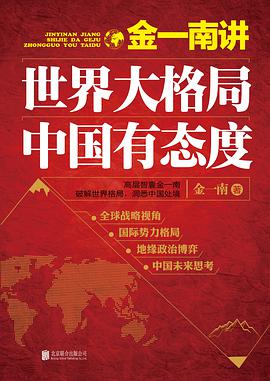 JINYINAN JIANG
SHIJIE DA GEJU
ZHONGGUO YOU TAIDU
金一南讲
世界大格局
中国有态度
高层智囊金一南
破解世界格局,洞悉中国处境
金一南 著
全球战略视角
国际势力格局
地缘政治博弈
中国未来思考
北京联合出版公司